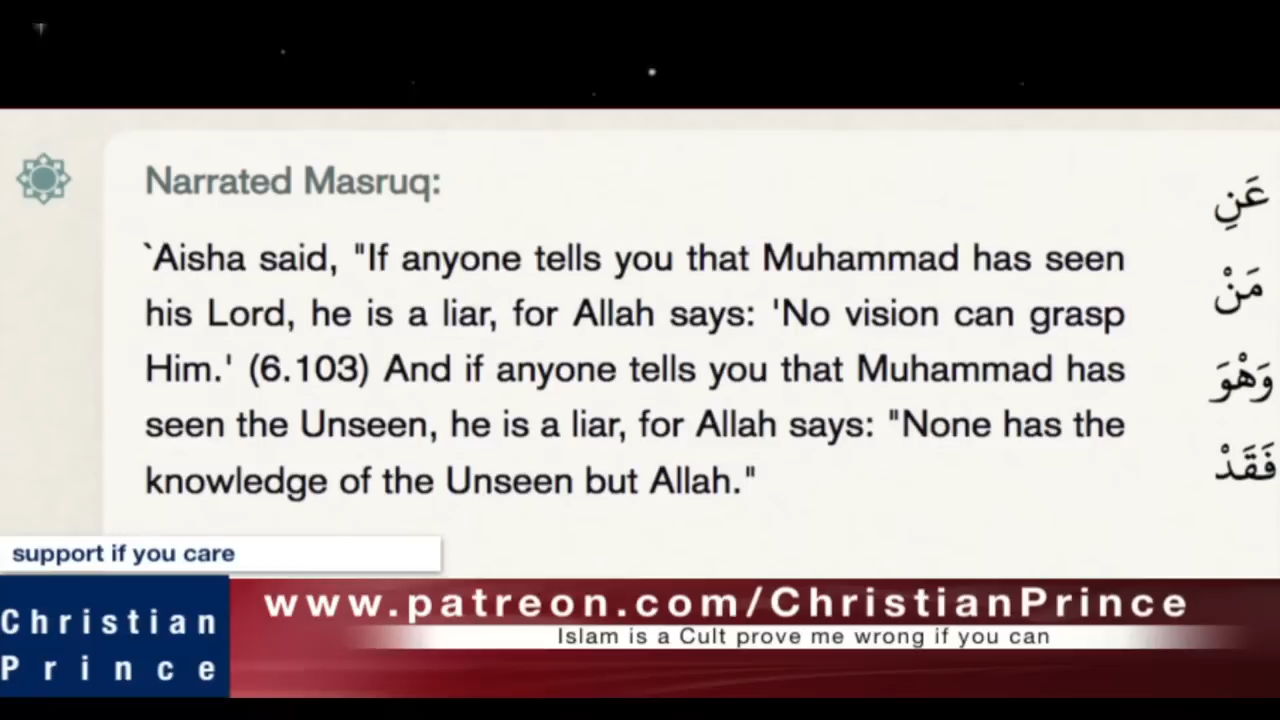 Narrated Masruq:
`Aisha said, "If anyone tells you that Muhammad has seen
his Lord, he is a liar, for Allah says: 'No vision can grasp
Him.' (6.103) And if anyone tells you that Muhammad has
seen the Unseen, he is a liar, for Allah says: "None has the
knowledge of the Unseen but Allah."
عَنِ
مَنْ
وَهْوَ
فَقَدْ
support if you care
Christian
Prince
www.patreon.com/ChristianPrince
Islam is a Cult prove me wrong if you can